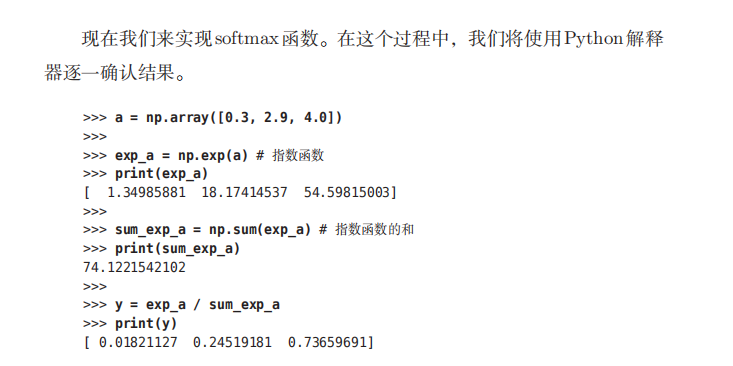 现在我们来实现softmax函数。在这个过程中，我们将使用Python解释
器逐一确认结果。
>>> a = np.array([0.3, 2.9, 4.0])
>>>
>>> exp_a = np.exp(a) # 指数函数
>>> print(exp_a)
[  1.34985881  18.17414537  54.59815003]
>>>
>>> sum_exp_a = np.sum(exp_a) # 指数函数的和
>>> print(sum_exp_a)
74.1221542102
>>>
>>> y = exp_a / sum_exp_a
>>> print(y)
[ 0.01821127  0.24519181  0.73659691]